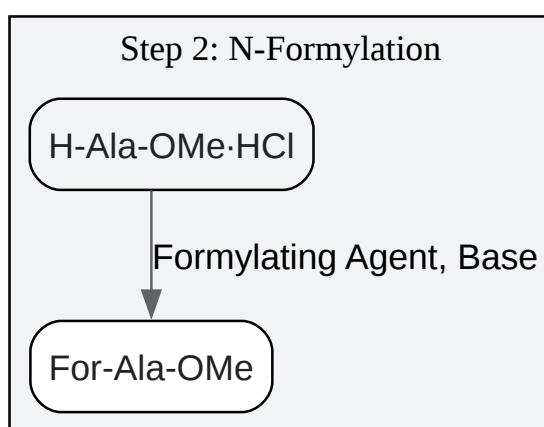 Step 2: N-Formylation
H-Ala-OMe·HCl
Formylating Agent, Base
For-Ala-OMe